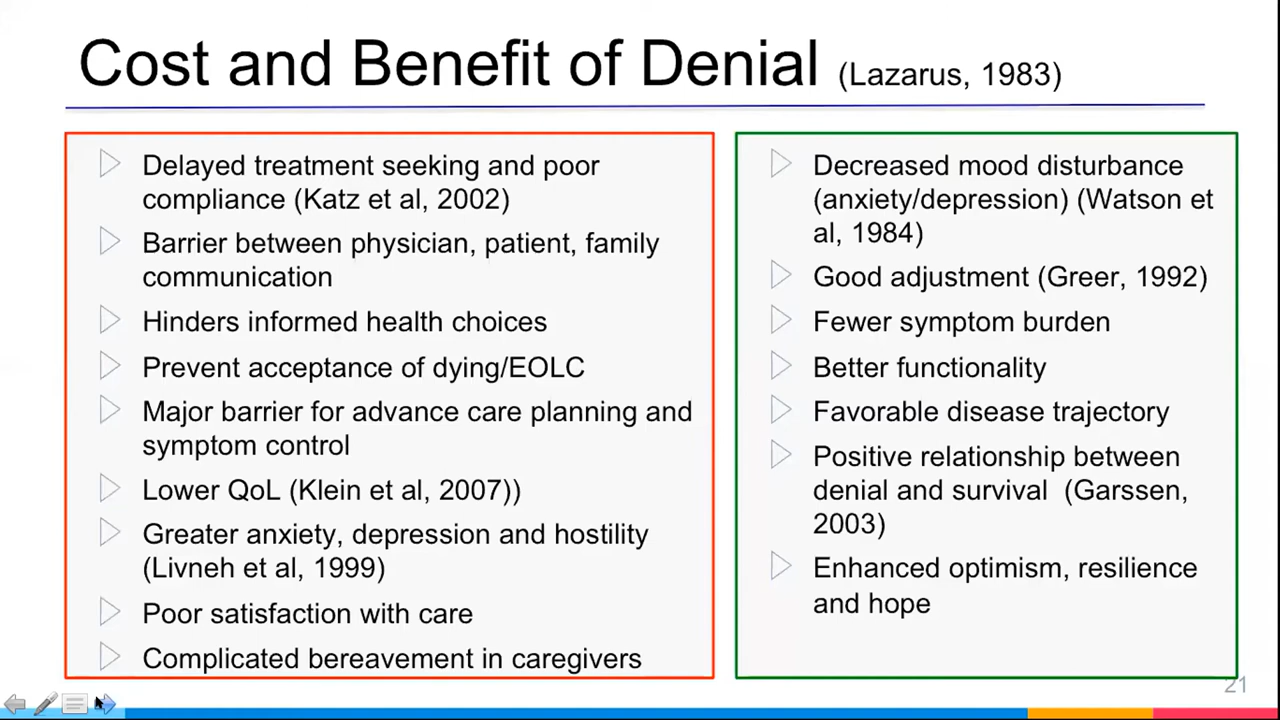 Cost and Benefit of Denial (Lazarus, 1983)
Delayed treatment seeking and poor
compliance (Katz et al, 2002)
Barrier between physician, patient, family
communication
Hinders informed health choices
Prevent acceptance of dying/EOLC
Major barrier for advance care planning and
symptom control
Lower QoL (Klein et al, 2007))
Greater anxiety, depression and hostility
(Livneh et al, 1999)
Poor satisfaction with care
Complicated bereavement in caregivers
Decreased mood disturbance
(anxiety/depression) (Watson et
al, 1984)
Good adjustment (Greer, 1992)
Fewer symptom burden
Better functionality
Favorable disease trajectory
Positive relationship between
denial and survival (Garssen,
2003)
Enhanced optimism, resilience
and hope
21